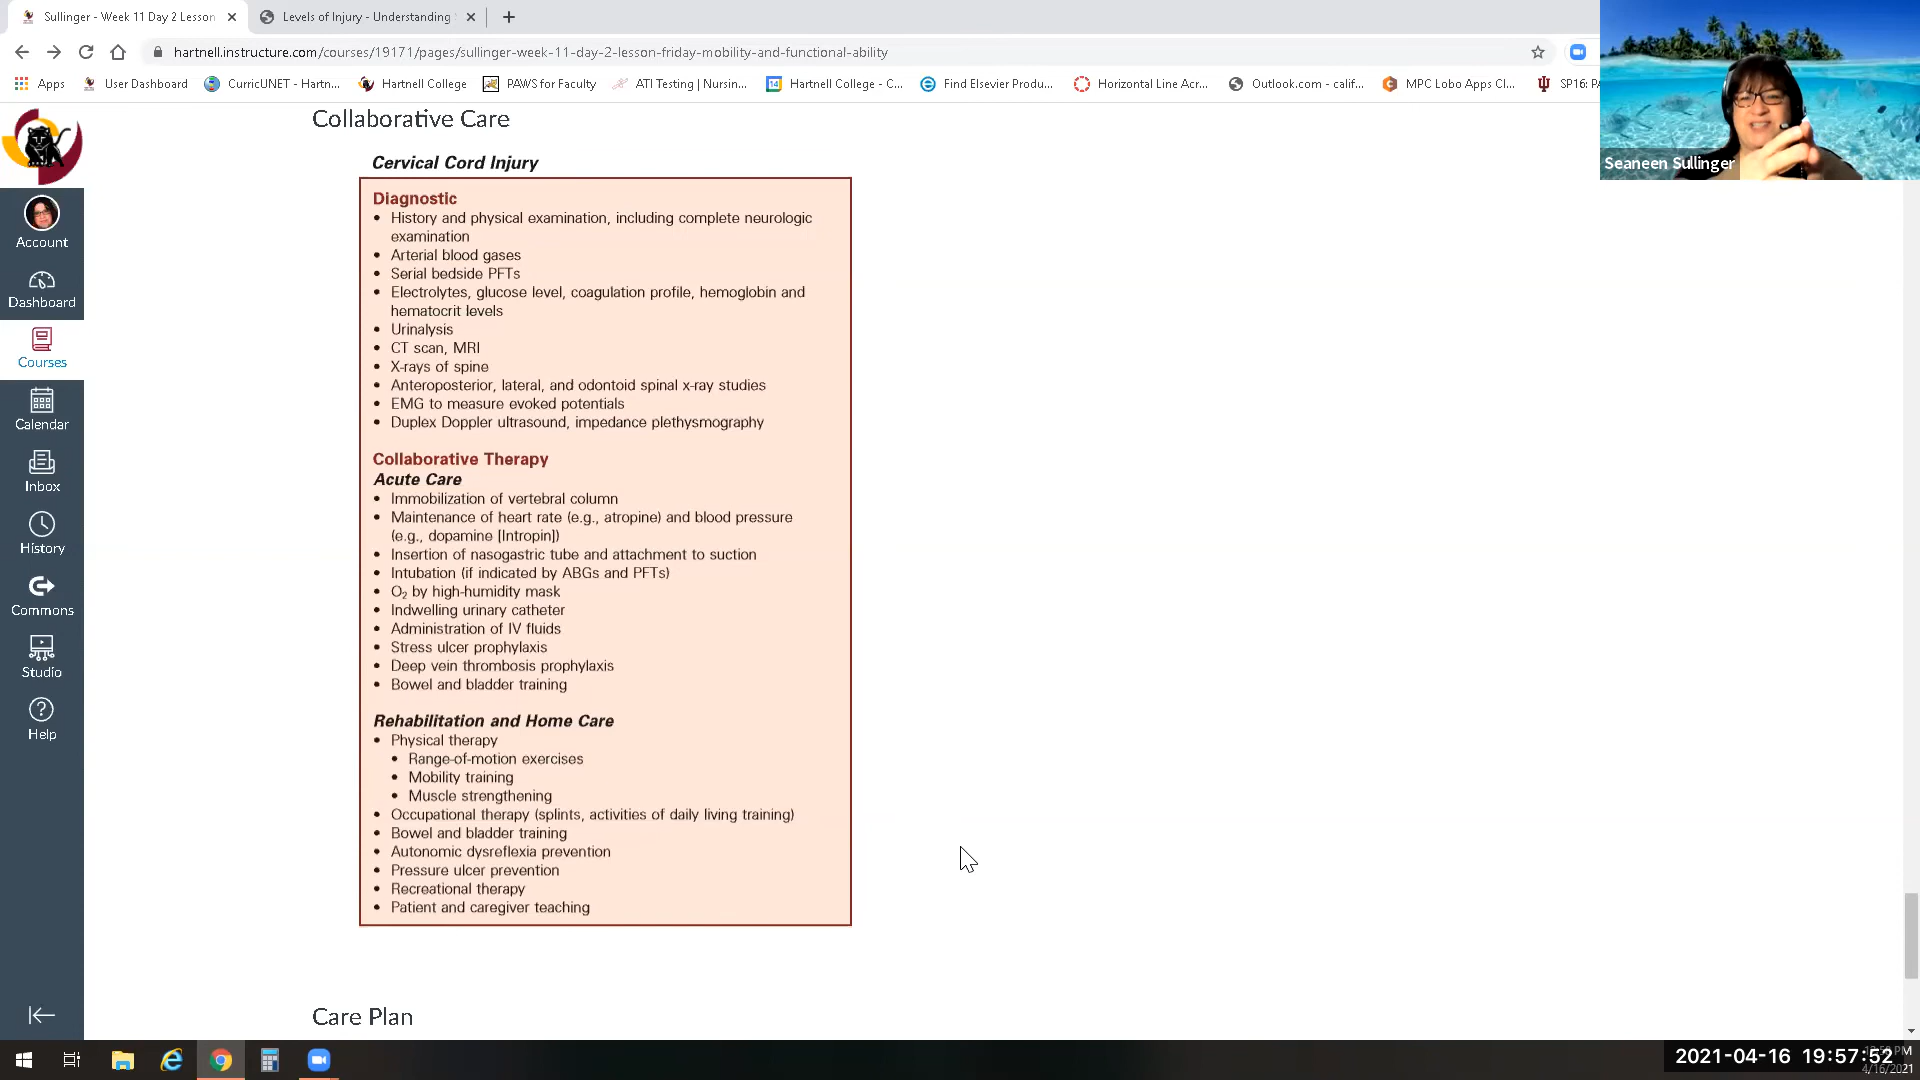 Sullinger - Week 11 Day 2 Lesson
Levels of Injury - Understanding
hartnell.instructure.com/courses/19171/pages/sullinger-week-11-day-2-lesson-friday-mobility-and-functional-ability
Apps
User Dashboard
CurricUNET - Hartn...
Hartnell College
PAWS for Faculty
ATI Testing | Nursin...
Hartnell College - C...
Find Elsevier Produ...
Horizontal Line Acr...
Outlook.com - calif...
MPC Lobo Apps Cl...
SP16:
Seaneen Sullinger
Account
Dashboard
Courses
Calendar
Inbox
History
Commons
Studio
Help
Collaborative Care
Cervical Cord Injury
Diagnostic
• History and physical examination, including complete neurologic
examination
• Arterial blood gases
• Serial bedside PFTs
• Electrolytes, glucose level, coagulation profile, hemoglobin and
hematocrit levels
• Urinalysis
• CT scan, MRI
• X-rays of spine
• Anteroposterior, lateral, and odontoid spinal x-ray studies
• EMG to measure evoked potentials
• Duplex Doppler ultrasound, impedance plethysmography
Collaborative Therapy
Acute Care
• Immobilization of vertebral column
• Maintenance of heart rate (e.g., atropine) and blood pressure
(e.g., dopamine [Intropin])
• Insertion of nasogastric tube and attachment to suction
• Intubation (if indicated by ABGs and PFTs)
• O₂ by high-humidity mask
• Indwelling urinary catheter
• Administration of IV fluids
• Stress ulcer prophylaxis
• Deep vein thrombosis prophylaxis
• Bowel and bladder training
Rehabilitation and Home Care
• Physical therapy
• Range-of-motion exercises
• Mobility training
• Muscle strengthening
• Occupational therapy (splints, activities of daily living training)
• Bowel and bladder training
• Autonomic dysreflexia prevention
• Pressure ulcer prevention
• Recreational therapy
• Patient and caregiver teaching
Care Plan
2021-04-16 19:57:52
4/16/2021